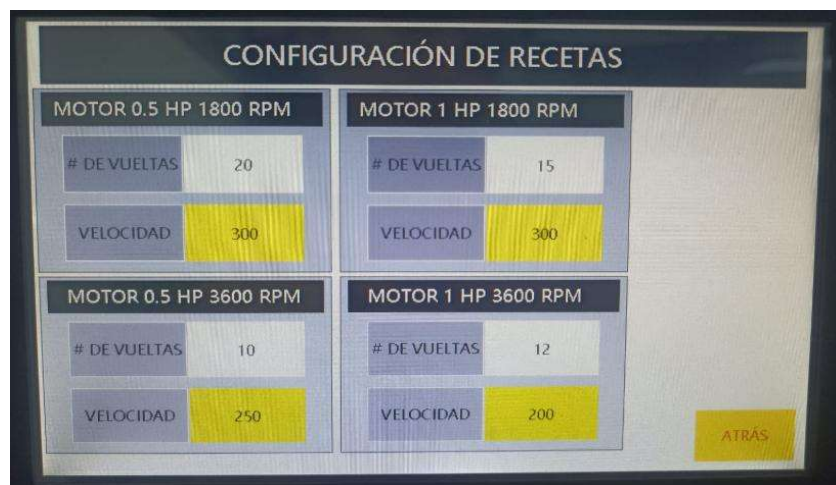 CONFIGURACIÓN DE RECETAS
MOTOR 0.5 HP 1800 RPM
# DE VUELTAS 20
VELOCIDAD 300
MOTOR 1 HP 1800 RPM
# DE VUELTAS 15
VELOCIDAD 300
MOTOR 0.5 HP 3600 RPM
# DE VUELTAS 10
VELOCIDAD 250
MOTOR 1 HP 3600 RPM
# DE VUELTAS 12
VELOCIDAD 200
ATRÁS